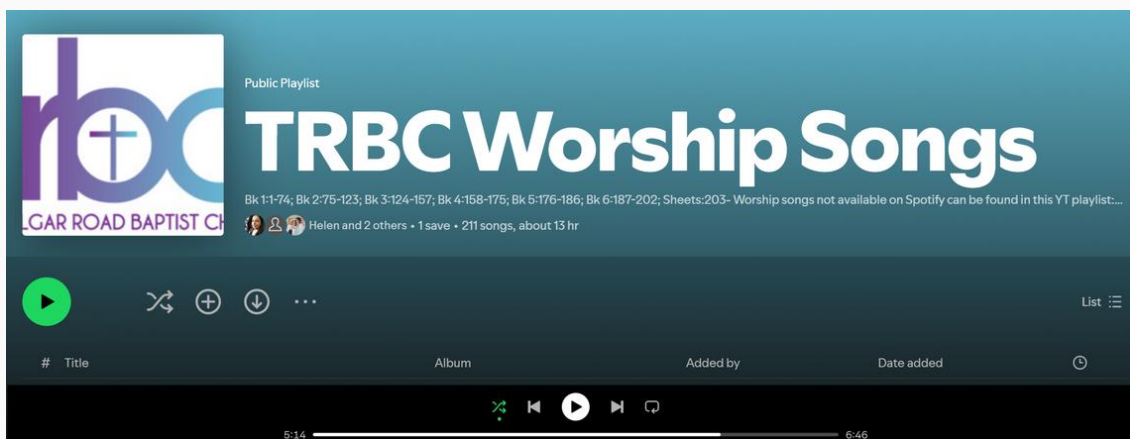 rbc
LGAR ROAD BAPTIST CH
Public Playlist
TRBC Worship Songs
Bk 1:1-74; Bk 2:75-123; Bk 3:124-157; Bk 4:158-175; Bk 5:176-186; Bk 6:187-202; Sheets:203- Worship songs not available on Spotify can be found in this YT playlist:...
Helen and 2 others • 1 save • 211 songs, about 13 hr
List
# Title Album Added by Date added
5:14 6:46